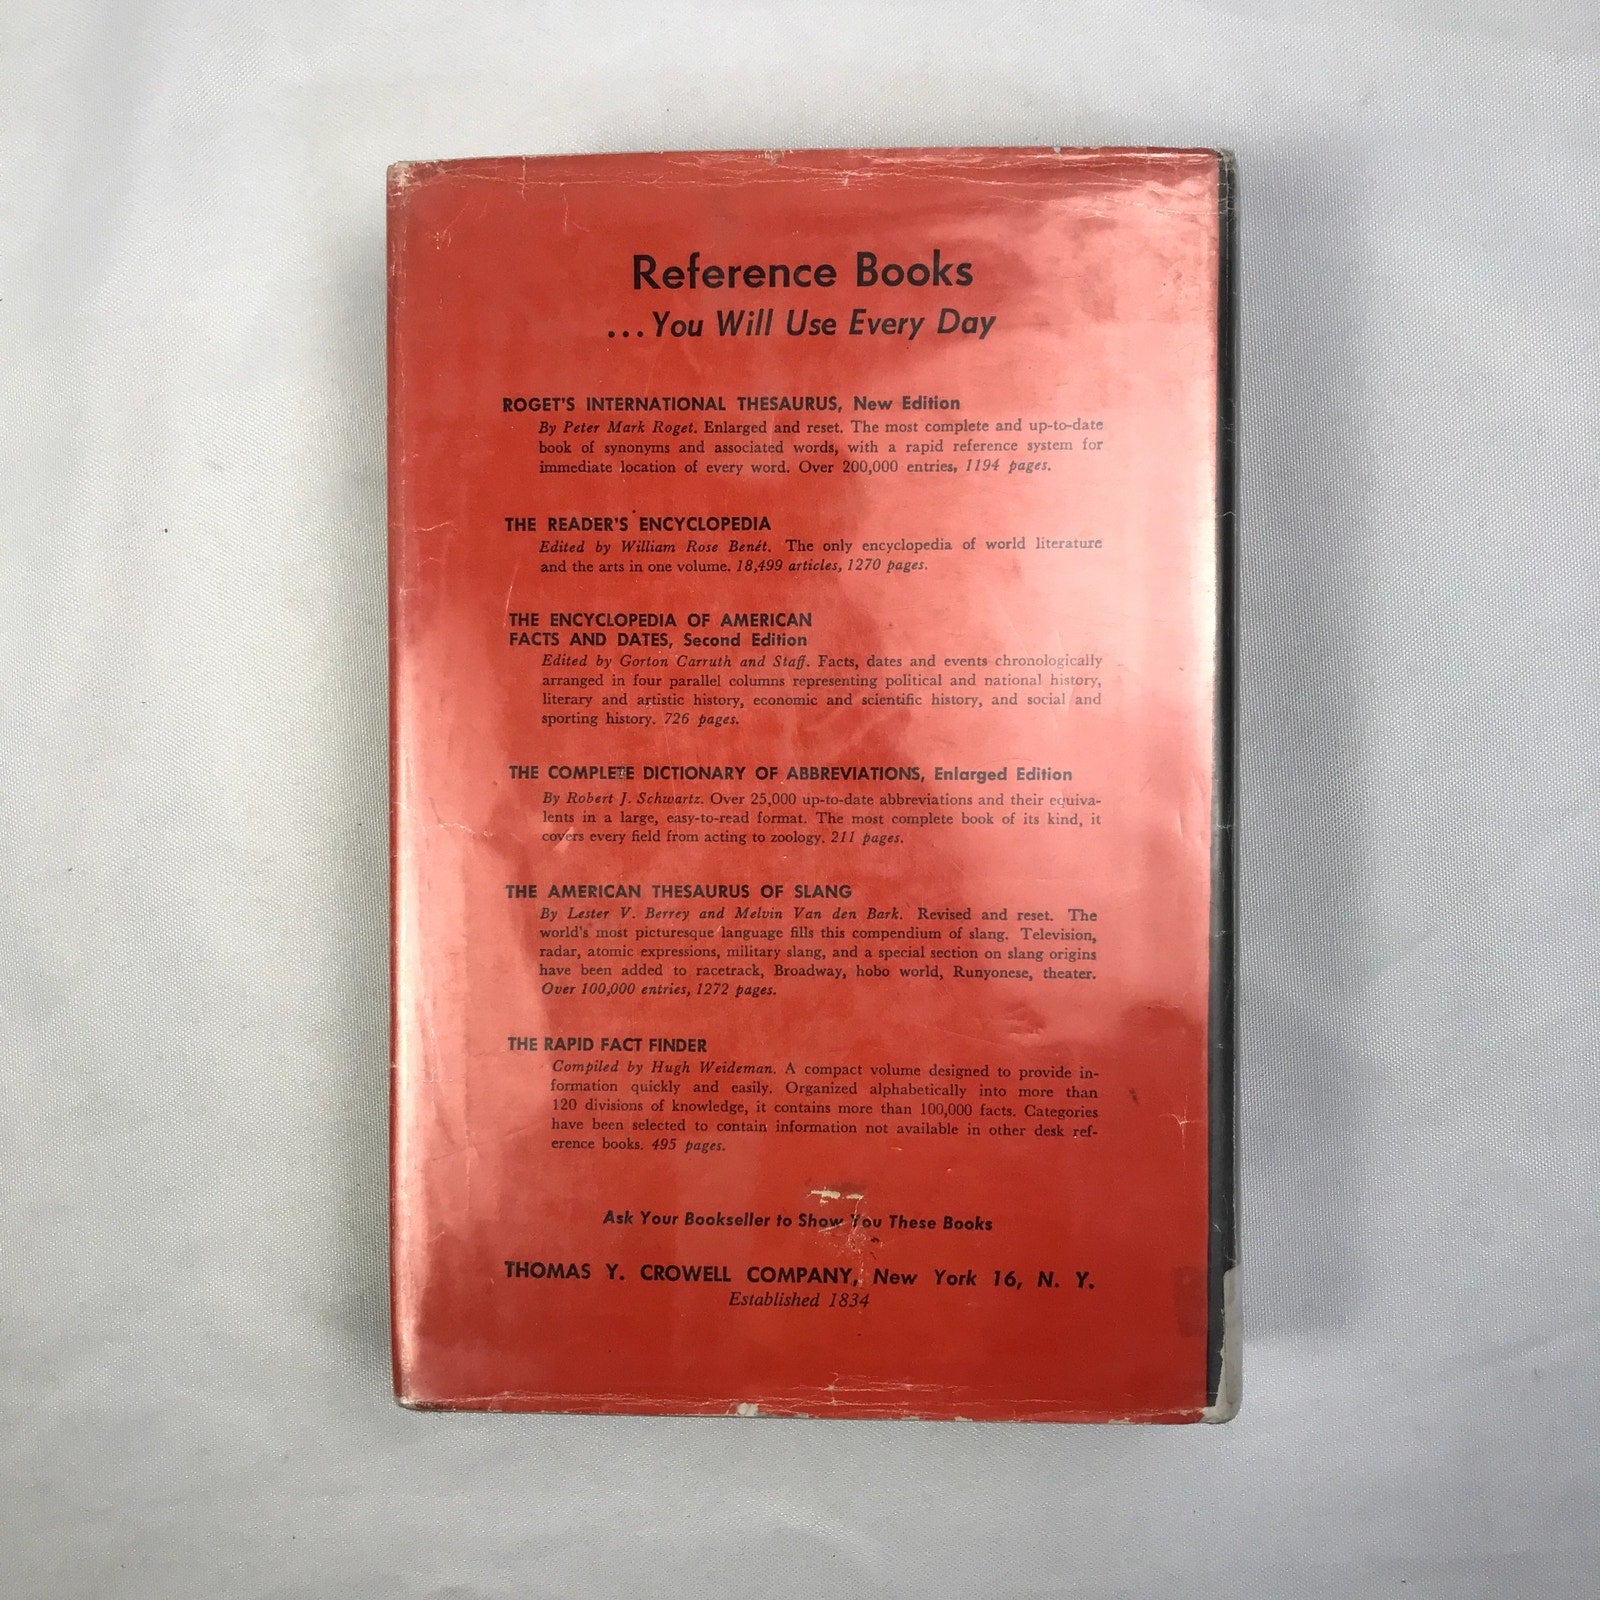 Reference Books
...You Will Use Every Day
ROGET'S INTERNATIONAL THESAURUS, New Edition
By Peter Mark Roget. Enlarged and reset. The most complete and up-to-date
book of synonyms and associated words, with a rapid reference system for
immediate location of every word. Over 200,000 entries, 1194 pages.
THE READER'S ENCYCLOPEDIA
Edited by William Rose Benét. The only encyclopedia of world literature
and the arts in one volume. 18,499 articles, 1270 pages.
THE ENCYCLOPEDIA OF AMERICAN
FACTS AND DATES, Second Edition
Edited by Gorton Carruth and Staff. Facts, dates and events chronologically
arranged in four parallel columns representing political and national history,
literary and artistic history, economic and scientific history, and social and
sporting history. 726 pages.
THE COMPLETE DICTIONARY OF ABBREVIATIONS, Enlarged Edition
By Robert J. Schwartz. Over 25,000 up-to-date abbreviations and their equiva-
lents in a large, easy-to-read format. The most complete book of its kind, it
covers every field from acting to zoology. 211 pages.
THE AMERICAN THESAURUS OF SLANG
By Lester V. Berrey and Melvin Van den Bark. Revised and reset. The
world's most picturesque language fills this compendium of slang. Television,
radar, atomic expressions, military slang, and a special section on slang origins
have been added to racetrack, Broadway, hobo world, Runyonese, theater.
Over 100,000 entries, 1272 pages.
THE RAPID FACT FINDER
Compiled by Hugh Weideman. A compact volume designed to provide in-
formation quickly and easily. Organized alphabetically into more than
120 divisions of knowledge, it contains more than 100,000 facts. Categories
have been selected to contain information not available in other desk ref-
erence books. 495 pages.
Ask Your Bookseller to Show You These Books
THOMAS Y. CROWELL COMPANY, New York 16, N. Y.
Established 1834